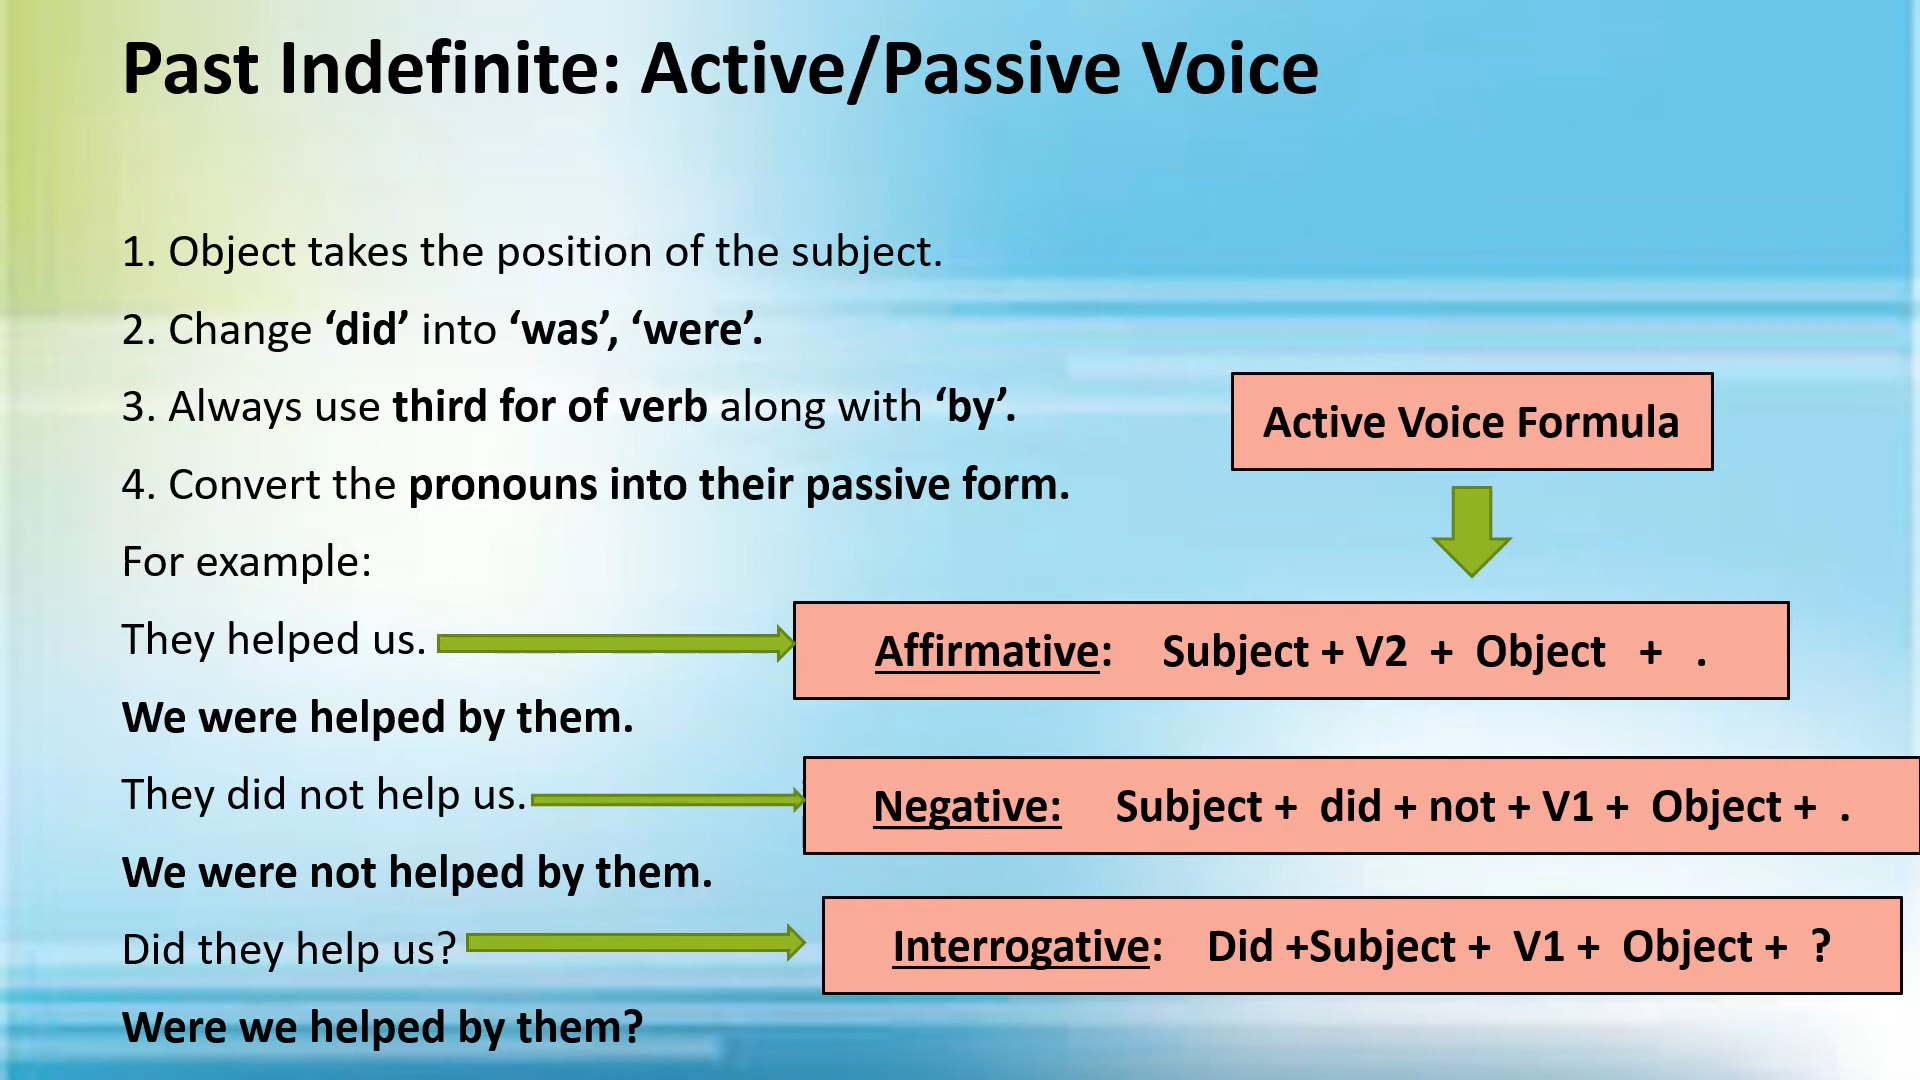 Past Indefinite: Active/Passive Voice
1. Object takes the position of the subject.
2. Change ‘did’ into ‘was’, ‘were’.
3. Always use third for of verb along with ‘by’.
4. Convert the pronouns into their passive form.
For example:
They helped us.
We were helped by them.
They did not help us.
We were not helped by them.
Did they help us?
Were we helped by them?
Active Voice Formula
Affirmative: Subject + V2 + Object + .
Negative: Subject + did + not + V1 + Object + .
Interrogative: Did +Subject + V1 + Object + ?